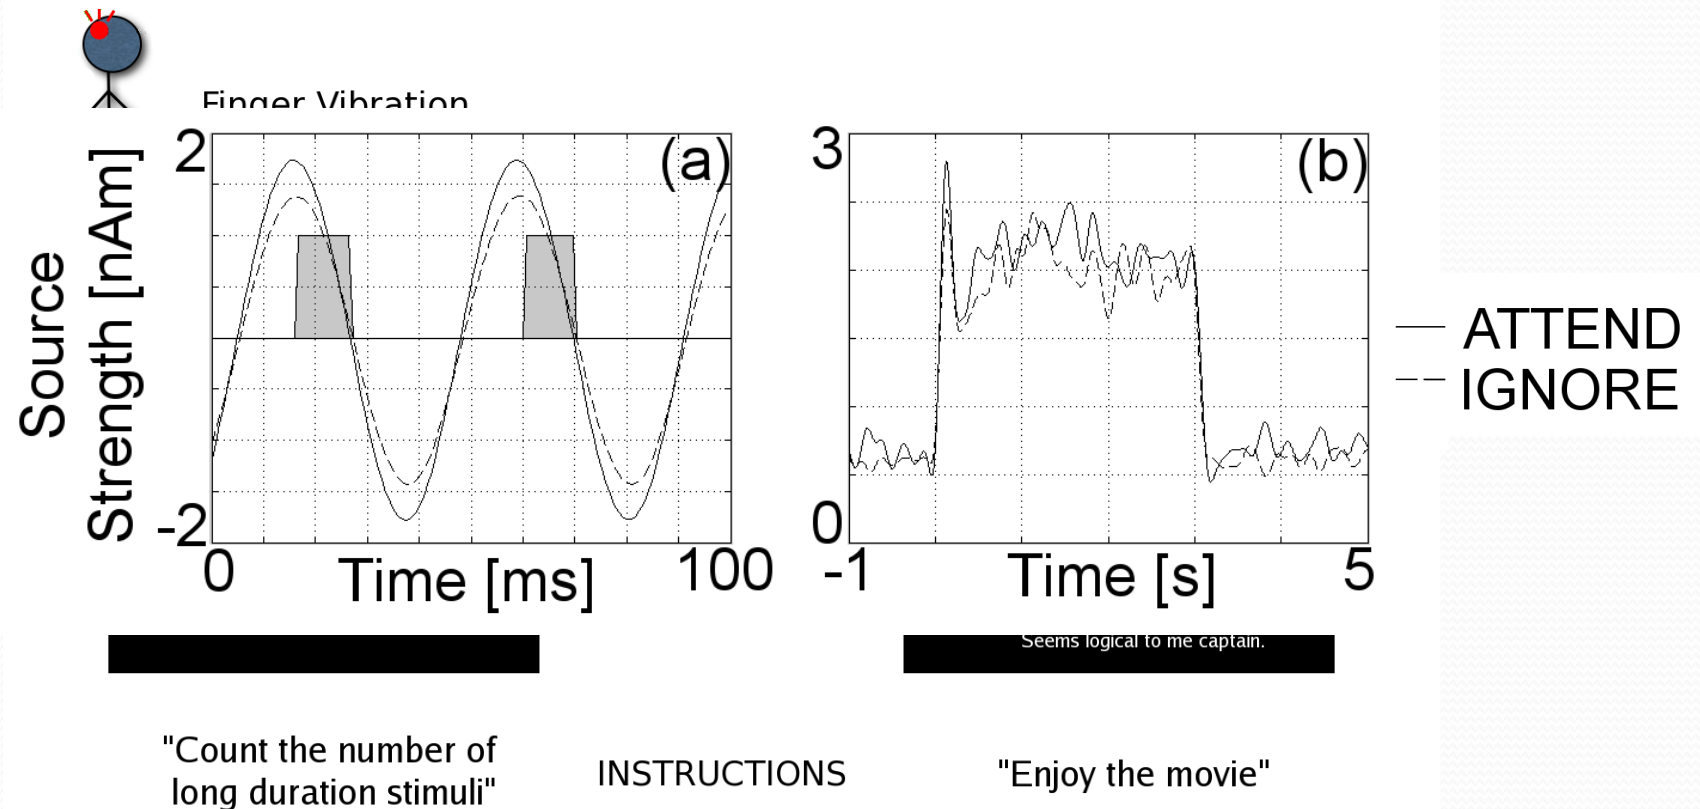 Finger Vibration
2
(a)
3
(b)
Source
Strength [nAm]
-2
0
0
Time [ms]
100
-1
Time [s]
5
ATTEND
IGNORE
Seems logical to me captain.
"Count the number of
long duration stimuli"
INSTRUCTIONS
"Enjoy the movie"